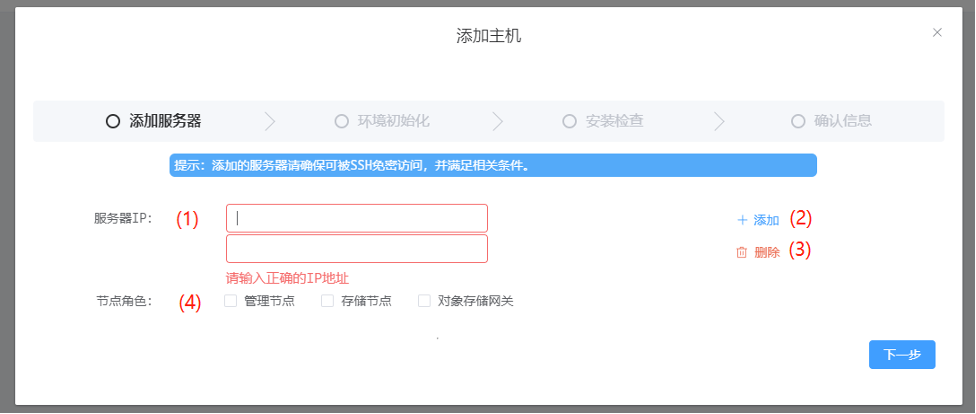 添加主机
添加服务器 环境初始化 安装检查 确认信息
提示：添加的服务器请确保可被SSH免密访问，并满足相关条件。
服务器IP： (1) 添加 (2)
删除 (3)
请输入正确的IP地址
节点角色： (4) 管理节点 存储节点 对象存储网关
下一步